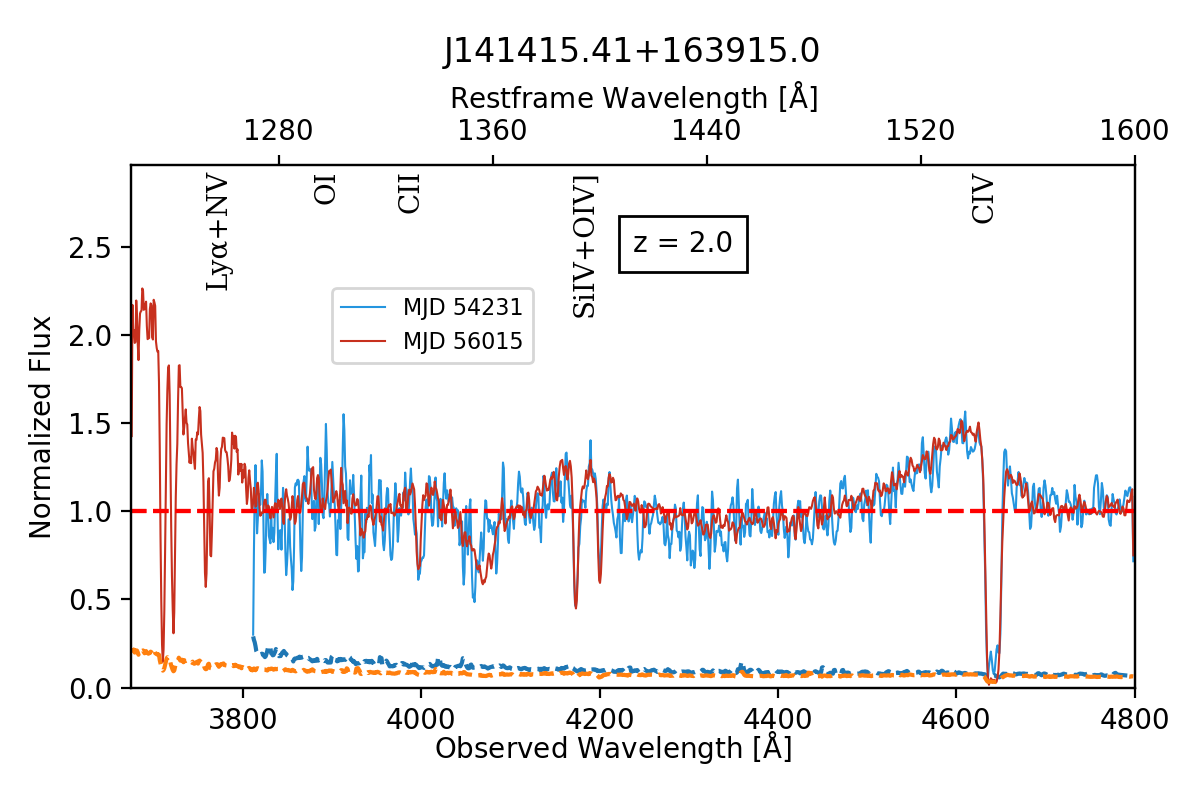 J141415.41+163915.0
Restframe Wavelength [Å]
1280 1360 1440 1520 1600
Lyα+NV
OI
CII
SiIV+OIV]
CIV
z = 2.0
MJD 54231
MJD 56015
Normalized Flux
2.5
2.0
1.5
1.0
0.5
0.0
3800 4000 4200 4400 4600 4800
Observed Wavelength [Å]